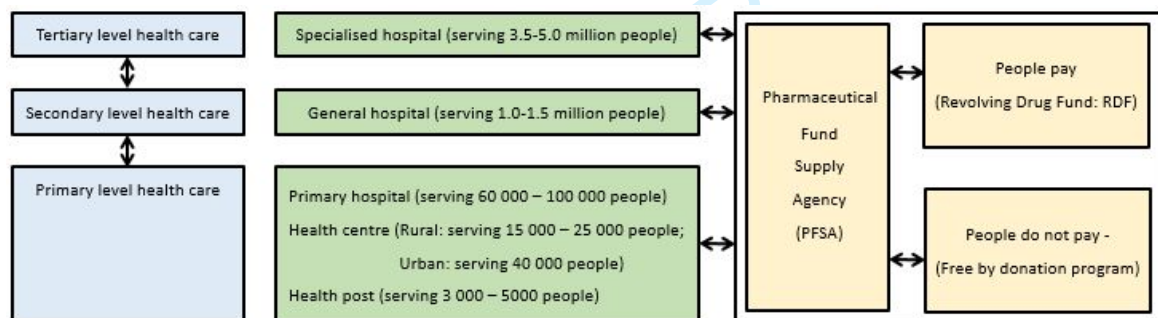 Tertiary level health care
Specialised hospital (serving 3.5-5.0 million people)
Secondary level health care
General hospital (serving 1.0-1.5 million people)
Primary level health care
Primary hospital (serving 60 000 – 100 000 people)
Health centre (Rural: serving 15 000 – 25 000 people;
Urban: serving 40 000 people)
Health post (serving 3 000 – 5000 people)
Pharmaceutical
Fund
Supply
Agency
(PFSA)
People pay
(Revolving Drug Fund: RDF)
People do not pay -
(Free by donation program)